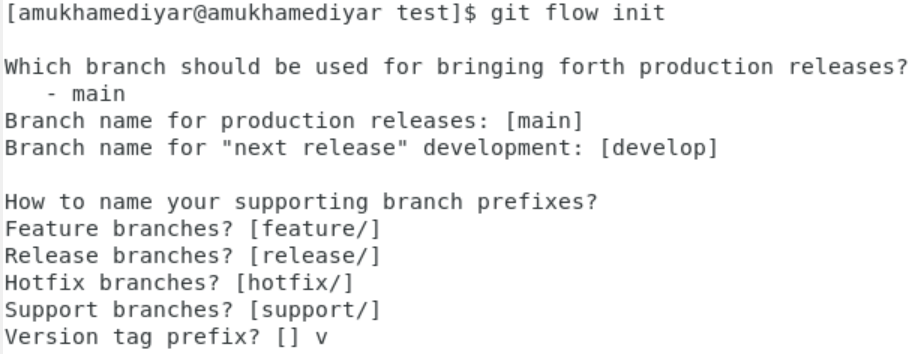 [amukhamediyar@amukhamediyar test]$ git flow init
Which branch should be used for bringing forth production releases?
- main
Branch name for production releases: [main]
Branch name for "next release" development: [develop]
How to name your supporting branch prefixes?
Feature branches? [feature/]
Release branches? [release/]
Hotfix branches? [hotfix/]
Support branches? [support/]
Version tag prefix? [] v